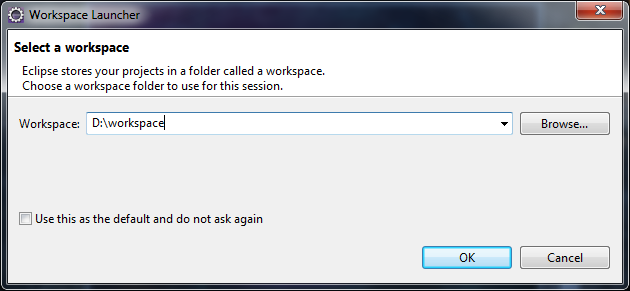 Workspace Launcher
Select a workspace
Eclipse stores your projects in a folder called a workspace.
Choose a workspace folder to use for this session.
Workspace: D:\workspace Browse...
Use this as the default and do not ask again
OK Cancel